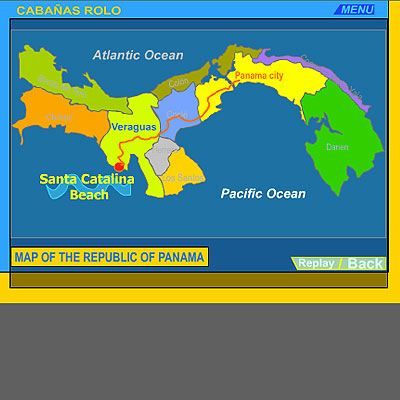 CABAÑAS ROLO
MENU
Atlantic Ocean
Panama city
Colon
Veraguas
Darien
Los Santos
Santa Catalina
Beach
Pacific Ocean
MAP OF THE REPUBLIC OF PANAMA
Replay / Back